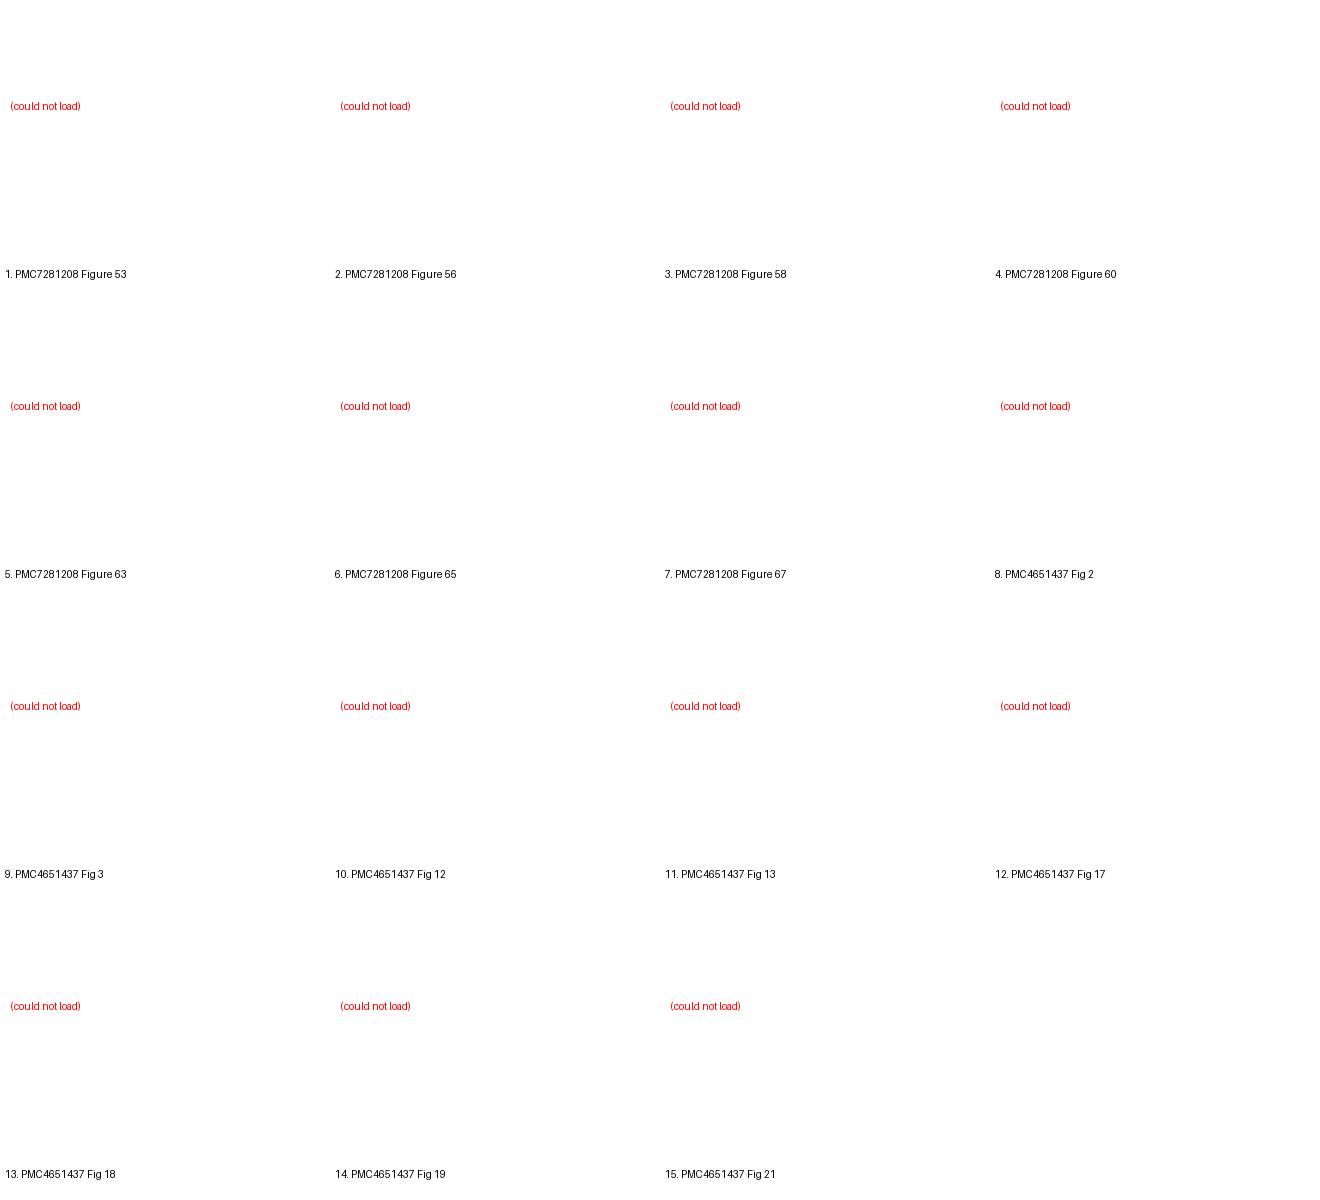 (could not load) (could not load) (could not load) (could not load)
1. PMC7281208 Figure 53 2. PMC7281208 Figure 56 3. PMC7281208 Figure 58 4. PMC7281208 Figure 60
(could not load) (could not load) (could not load) (could not load)
5. PMC7281208 Figure 63 6. PMC7281208 Figure 65 7. PMC7281208 Figure 67 8. PMC4651437 Fig 2
(could not load) (could not load) (could not load) (could not load)
9. PMC4651437 Fig 3 10. PMC4651437 Fig 12 11. PMC4651437 Fig 13 12. PMC4651437 Fig 17
(could not load) (could not load) (could not load)
13. PMC4651437 Fig 18 14. PMC4651437 Fig 19 15. PMC4651437 Fig 21